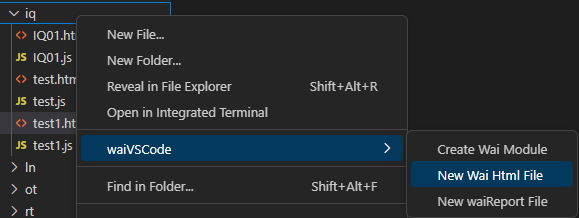 iq
IQ01.ht
JS IQ01.js
test.htm
JS test.js
test1.ht
JS test1.js
ln
ot
rt
New File...
New Folder...
Reveal in File Explorer Shift+Alt+R
Open in Integrated Terminal
waiVSCode
Find in Folder... Shift+Alt+F
Create Wai Module
New Wai Html File
New waiReport File